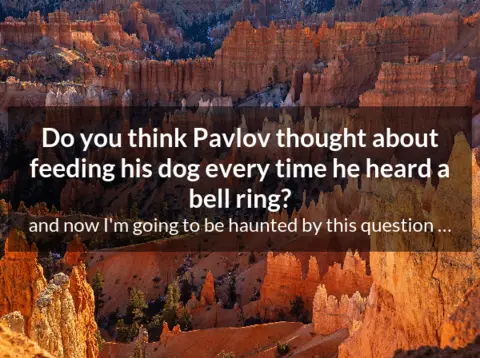 Do you think Pavlov thought about
feeding his dog every time he heard a
bell ring?
and now I'm going to be haunted by this question ...